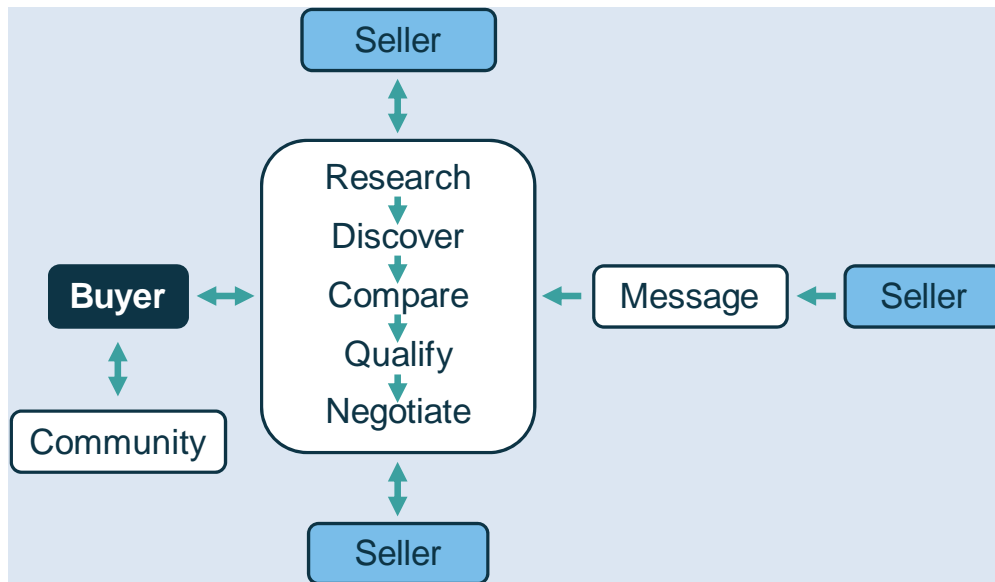 Seller
Research
Discover
Buyer
Compare
Message
Seller
Qualify
Negotiate
Community
Seller